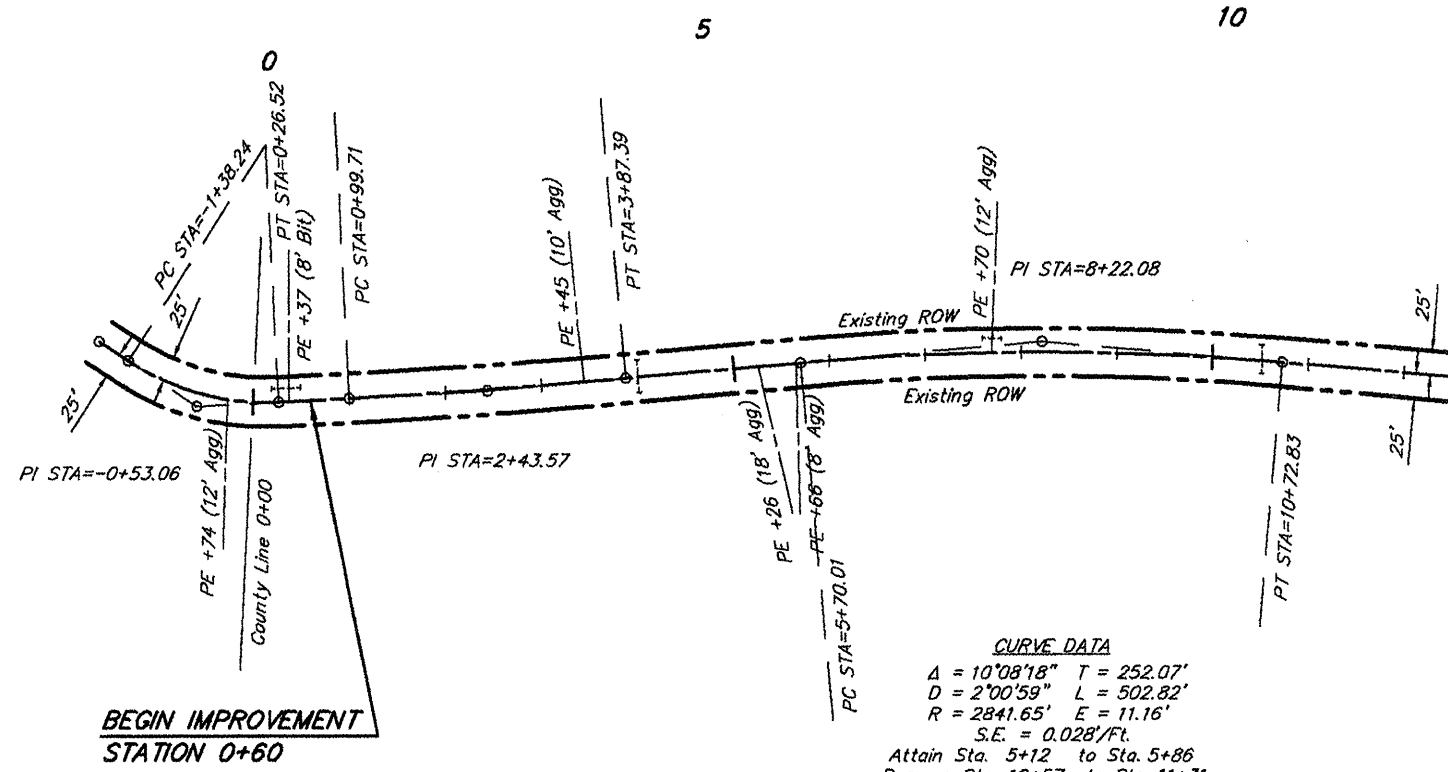 5
10
0
PC STA=-1+38.24
PT STA=0+26.52
PE +37 (8' Bit)
PC STA=0+99.71
PE +45 (10' Agg)
PT STA=3+87.39
PE +70 (12' Agg)
PI STA=8+22.08
25'
25'
Existing ROW
Existing ROW
25'
25'
PI STA=-0+53.06
PE +74 (12' Agg)
County Line 0+00
PI STA=2+43.57
PE +26 (18' Agg)
PE +66 (8' Agg)
PC STA=5+70.01
PT STA=10+72.83
BEGIN IMPROVEMENT
STATION 0+60
CURVE DATA
Δ = 10°08'18" T = 252.07'
D = 2°00'59" L = 502.82'
R = 2841.65' E = 11.16'
S.E. = 0.028'/Ft.
Attain Sta. 5+12 to Sta. 5+86